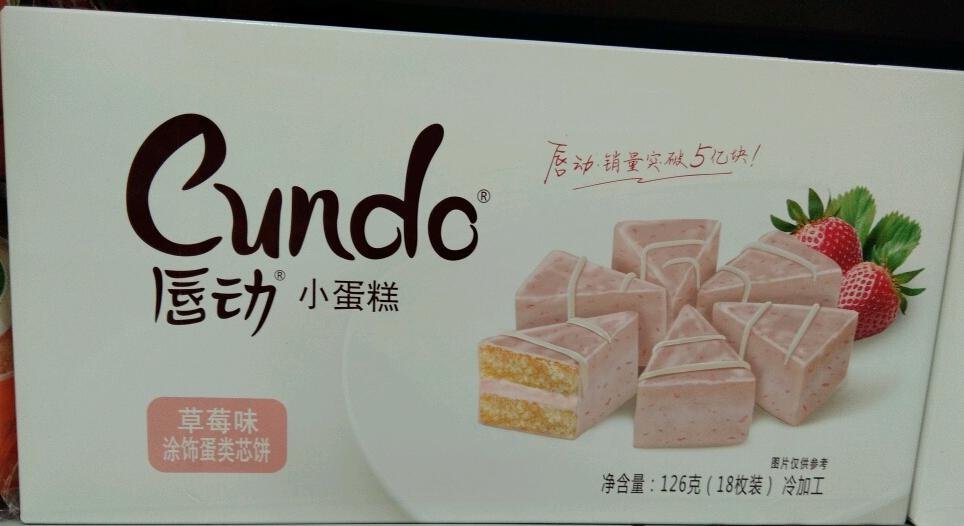 Cundo®
唇动® 小蛋糕
唇动·销量突破5亿块!
草莓味
涂饰蛋类芯饼
图片仅供参考
净含量:126克(18枚装) 冷加工